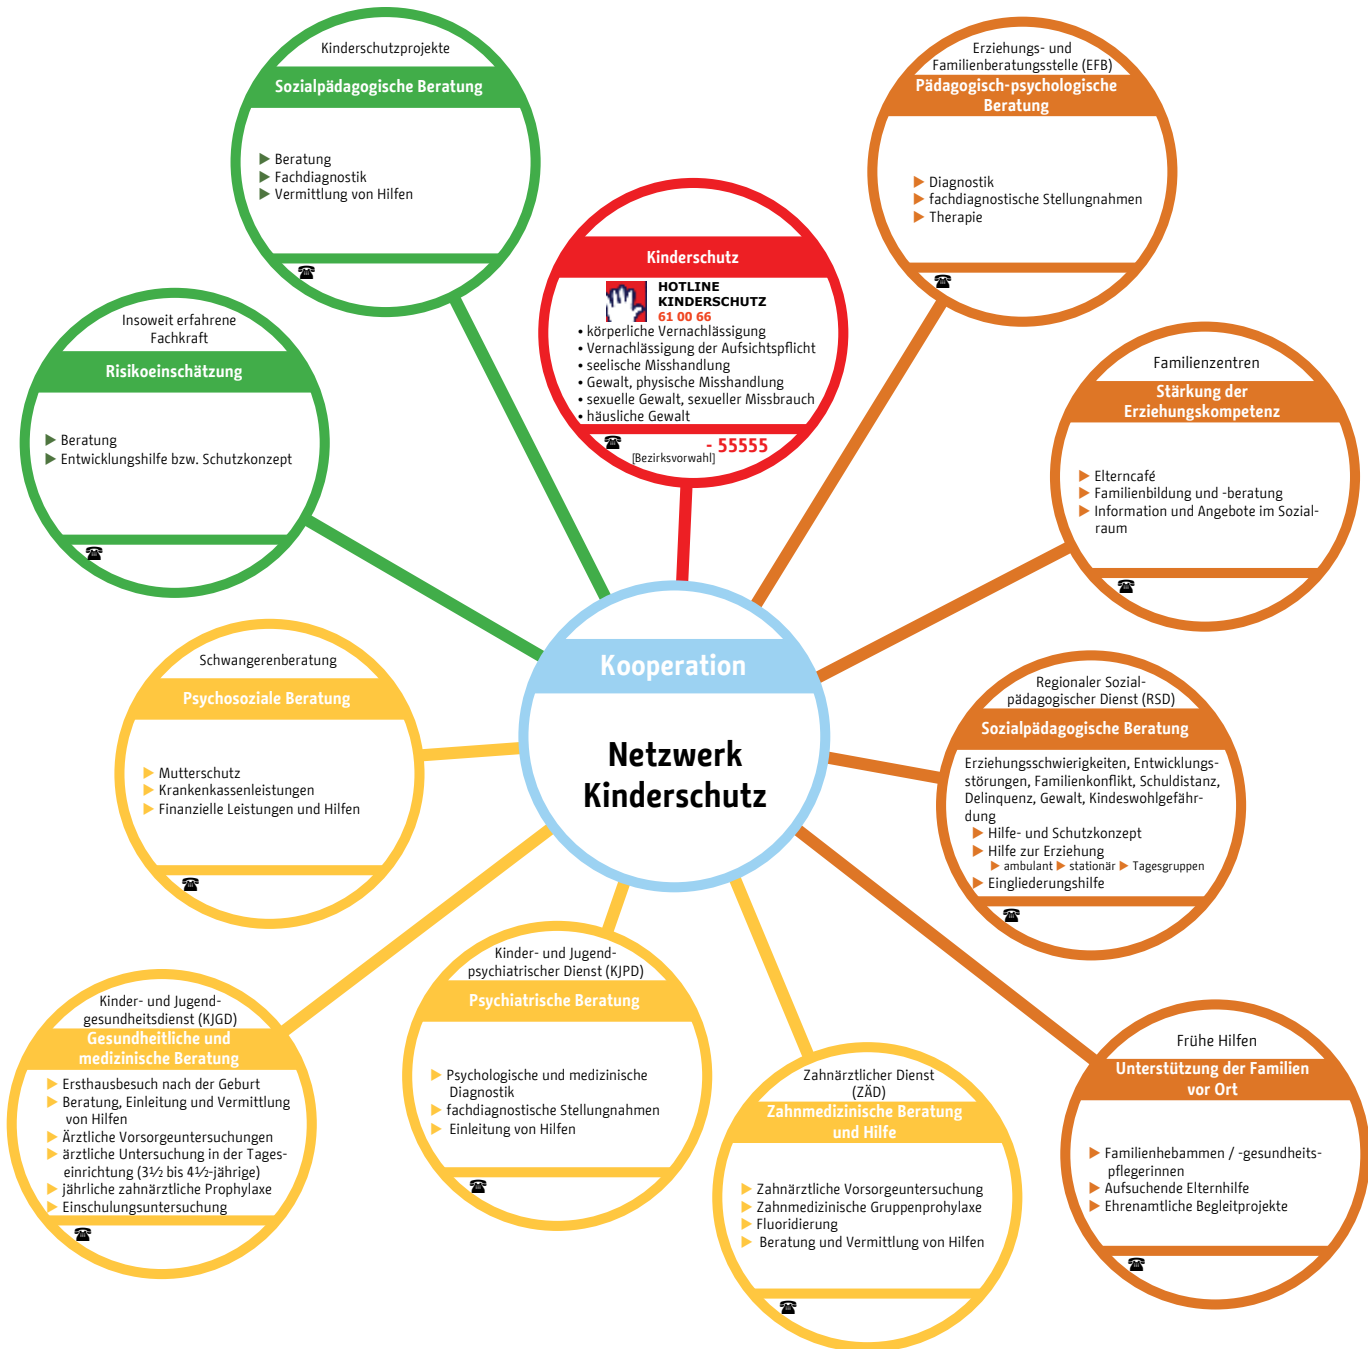 Kinderschutzprojekte
Sozialpädagogische Beratung
▶ Beratung
▶ Fachdiagnostik
▶ Vermittlung von Hilfen
☎
Erziehungs- und
Familienberatungsstelle (EFB)
Pädagogisch-psychologische
Beratung
▶ Diagnostik
▶ fachdiagnostische Stellungnahmen
▶ Therapie
☎
Kinderschutz
HOTLINE
KINDERSCHUTZ
61 00 66
• körperliche Vernachlässigung
• Vernachlässigung der Aufsichtspflicht
• seelische Misshandlung
• Gewalt, physische Misshandlung
• sexuelle Gewalt, sexueller Missbrauch
• häusliche Gewalt
☎ - 55555
[Bezirksvorwahl]
Insoweit erfahrene
Fachkraft
Risikoeinschätzung
▶ Beratung
▶ Entwicklungshilfe bzw. Schutzkonzept
☎
Familienzentren
Stärkung der
Erziehungskompetenz
▶ Elterncafé
▶ Familienbildung und -beratung
▶ Information und Angebote im Sozial-
raum
☎
Kooperation
Netzwerk
Kinderschutz
Schwangerenberatung
Psychosoziale Beratung
▶ Mutterschutz
▶ Krankenkassenleistungen
▶ Finanzielle Leistungen und Hilfen
☎
Regionaler Sozial-
pädagogischer Dienst (RSD)
Sozialpädagogische Beratung
Erziehungsschwierigkeiten, Entwicklungs-
störungen, Familienkonflikt, Schuldistanz,
Delinquenz, Gewalt, Kindeswohlgefähr-
dung
▶ Hilfe- und Schutzkonzept
▶ Hilfe zur Erziehung
▶ ambulant ▶ stationär ▶ Tagesgruppen
▶ Eingliederungshilfe
☎
Kinder- und Jugend-
gesundheitsdienst (KJGD)
Gesundheitliche und
medizinische Beratung
▶ Ersthausbesuch nach der Geburt
▶ Beratung, Einleitung und Vermittlung
von Hilfen
▶ Ärztliche Vorsorgeuntersuchungen
▶ ärztliche Untersuchung in der Tages-
einrichtung (3½ bis 4½-jährige)
▶ jährliche zahnärztliche Prophylaxe
▶ Einschulungsuntersuchung
☎
Kinder- und Jugend-
psychiatrischer Dienst (KJPD)
Psychiatrische Beratung
▶ Psychologische und medizinische
Diagnostik
▶ fachdiagnostische Stellungnahmen
▶ Einleitung von Hilfen
☎
Zahnärztlicher Dienst
(ZÄD)
Zahnmedizinische Beratung
und Hilfe
▶ Zahnärztliche Vorsorgeuntersuchung
▶ Zahnmedizinische Gruppenprohylaxe
▶ Fluoridierung
▶ Beratung und Vermittlung von Hilfen
☎
Frühe Hilfen
Unterstützung der Familien
vor Ort
▶ Familienhebammen / -gesundheits-
pflegerinnen
▶ Aufsuchende Elternhilfe
▶ Ehrenamtliche Begleitprojekte
☎